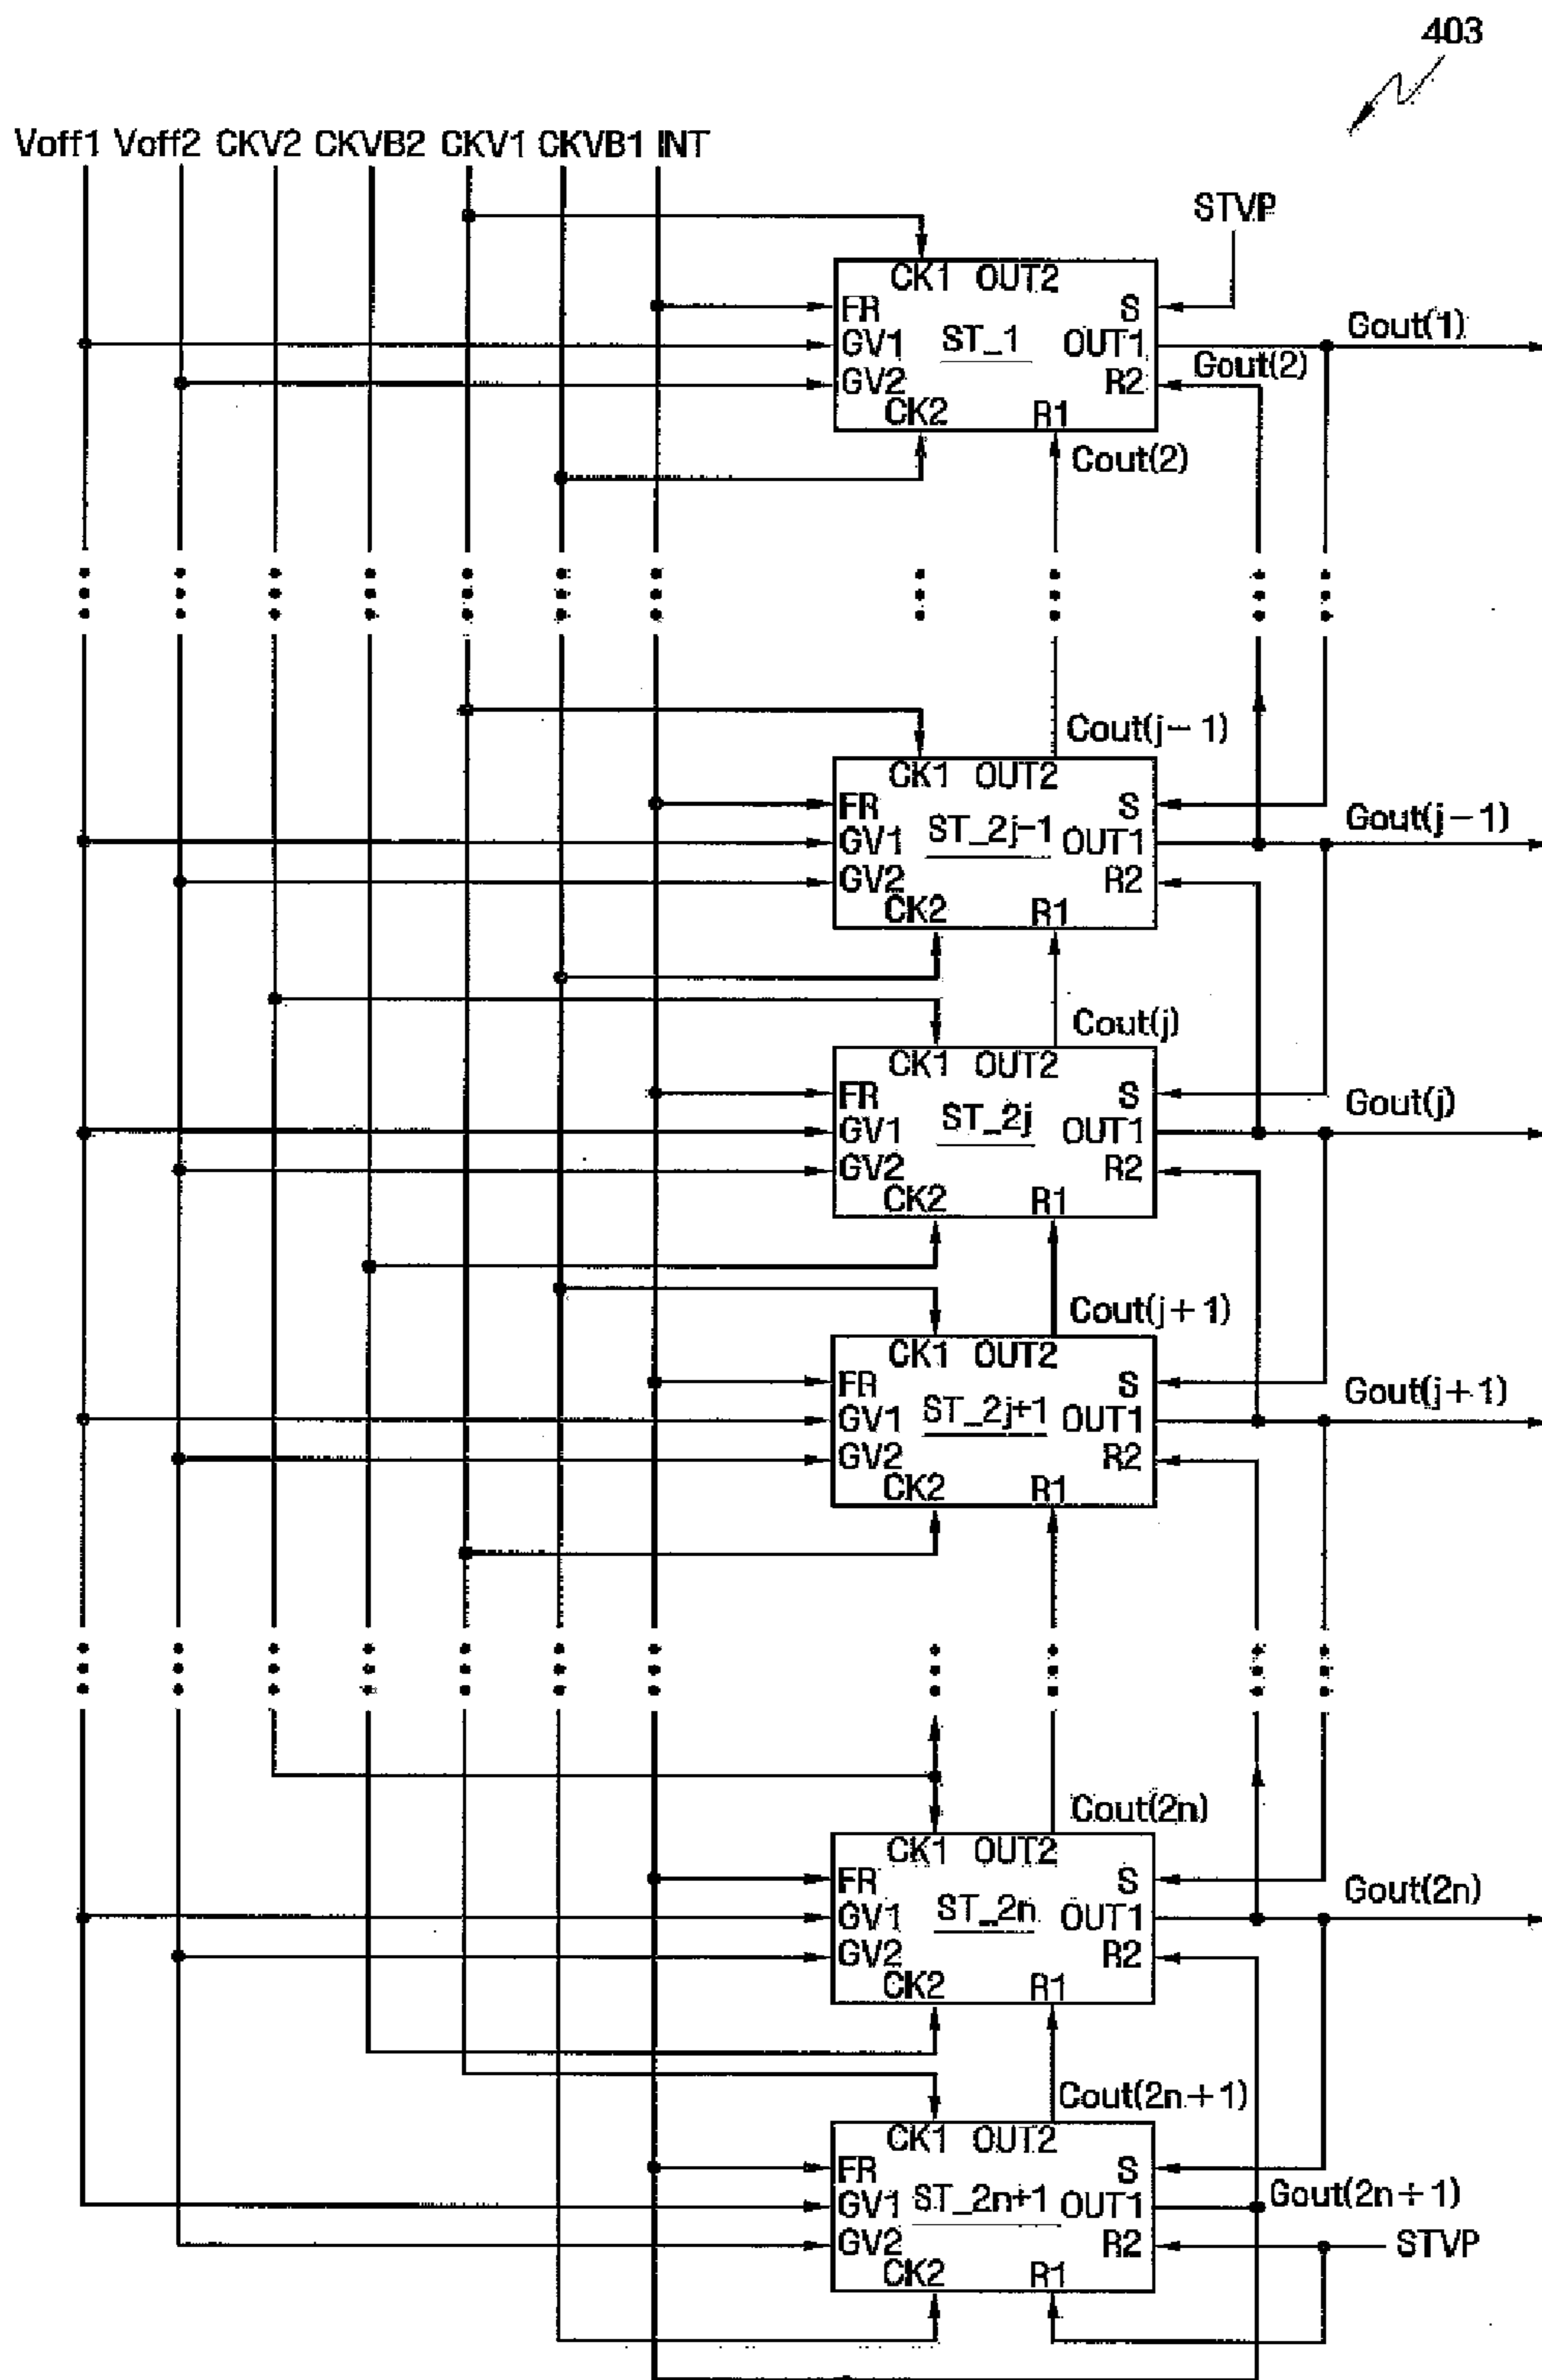 403
Voff1 Voff2 CKV2 CKVB2 CKV1 CKVB1 INT
STVP
CK1 OUT2
FR S
GV1 ST_1 OUT1 Gout(1)
GV2 R2 Gout(2)
CK2 R1
Cout(2)
Cout(j-1)
CK1 OUT2
FR S
GV1 ST_2j-1 OUT1 Gout(j-1)
GV2 R2
CK2 R1
Cout(j)
CK1 OUT2
FR S
GV1 ST_2j OUT1 Gout(j)
GV2 R2
CK2 R1
Cout(j+1)
CK1 OUT2
FR S
GV1 ST_2j+1 OUT1 Gout(j+1)
GV2 R2
CK2 R1
Cout(2n)
CK1 OUT2
FR S
GV1 ST_2n OUT1 Gout(2n)
GV2 R2
CK2 R1
Cout(2n+1)
CK1 OUT2
FR S
GV1 ST_2n+1 OUT1 Gout(2n+1)
GV2 R2 STVP
CK2 R1